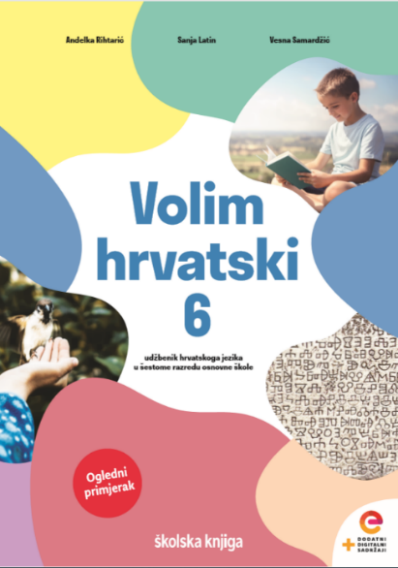 Anđelka Rihtarić
Sanja Latin
Vesna Samardžić
Volim
hrvatski
6
udžbenik hrvatskoga jezika
u šestome razredu osnovne škole
Ogledni
primjerak
školska knjiga
e
+ DODATNI
DIGITALNI
SADRŽAJI